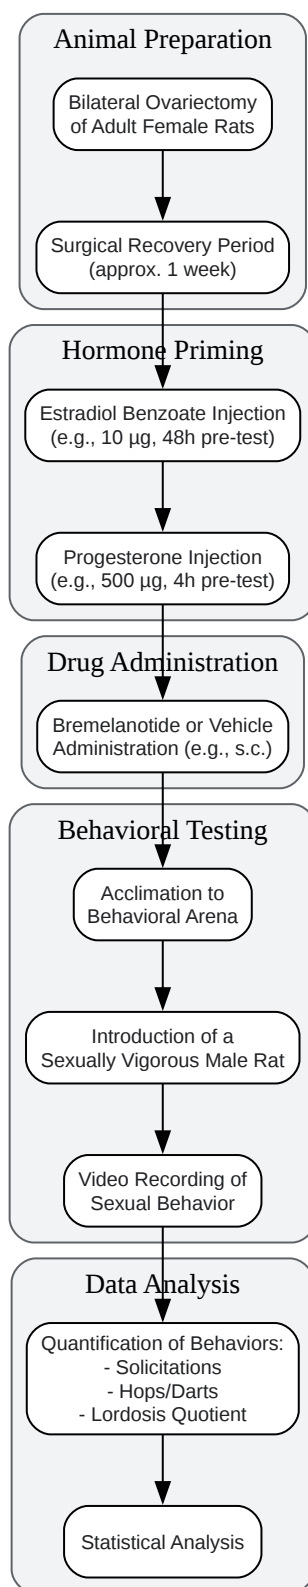 Animal Preparation
Bilateral Ovariectomy
of Adult Female Rats
Surgical Recovery Period
(approx. 1 week)
Hormone Priming
Estradiol Benzoate Injection
(e.g., 10 µg, 48h pre-test)
Progesterone Injection
(e.g., 500 µg, 4h pre-test)
Drug Administration
Bremelanotide or Vehicle
Administration (e.g., s.c.)
Behavioral Testing
Acclimation to
Behavioral Arena
Introduction of a
Sexually Vigorous Male Rat
Video Recording of
Sexual Behavior
Data Analysis
Quantification of Behaviors:
- Solicitations
- Hops/Darts
- Lordosis Quotient
Statistical Analysis